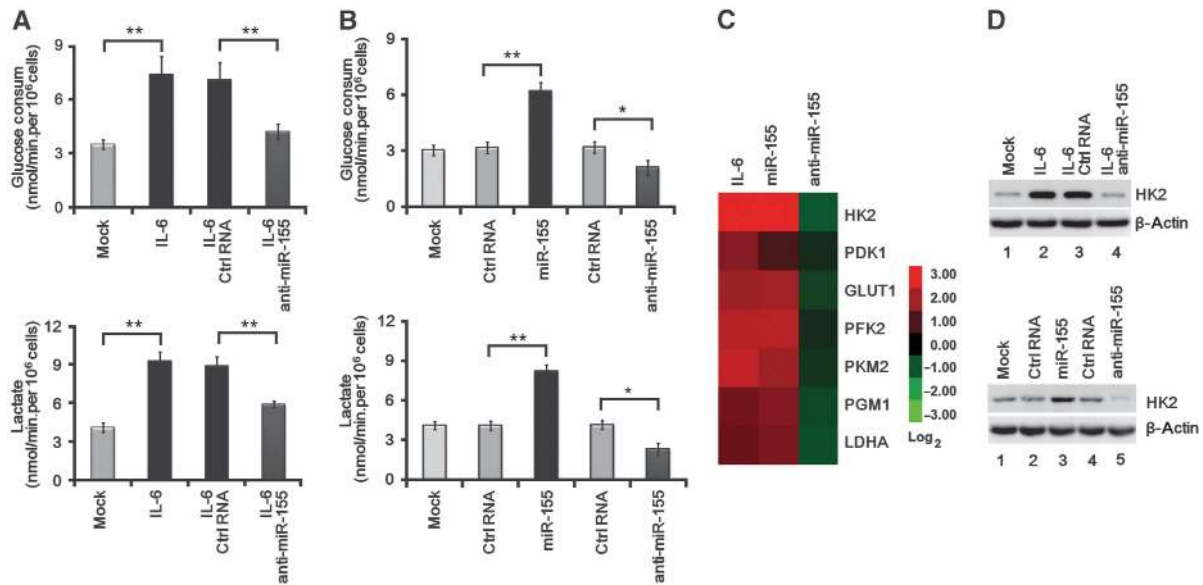 A
Glucose consum
(nmol/min.per 10⁶ cells)
9
6
3
0
**
**
Mock
IL-6
IL-6
Ctrl RNA
IL-6
anti-miR-155
Lactate
(nmol/min.per 10⁶ cells)
12
9
6
3
0
**
**
Mock
IL-6
IL-6
Ctrl RNA
IL-6
anti-miR-155
B
Glucose consum
(nmol/min.per 10⁶ cells)
9
6
3
0
**
*
Mock
Ctrl RNA
miR-155
Ctrl RNA
anti-miR-155
Lactate
(nmol/min.per 10⁶ cells)
12
9
6
3
0
**
*
Mock
Ctrl RNA
miR-155
Ctrl RNA
anti-miR-155
C
IL-6
miR-155
anti-miR-155
HK2
PDK1
GLUT1
PFK2
PKM2
PGM1
LDHA
3.00
2.00
1.00
0.00
–1.00
–2.00
–3.00
Log₂
D
Mock
IL-6
IL-6
Ctrl RNA
IL-6
anti-miR-155
HK2
β-Actin
1 2 3 4
Mock
Ctrl RNA
miR-155
Ctrl RNA
anti-miR-155
HK2
β-Actin
1 2 3 4 5